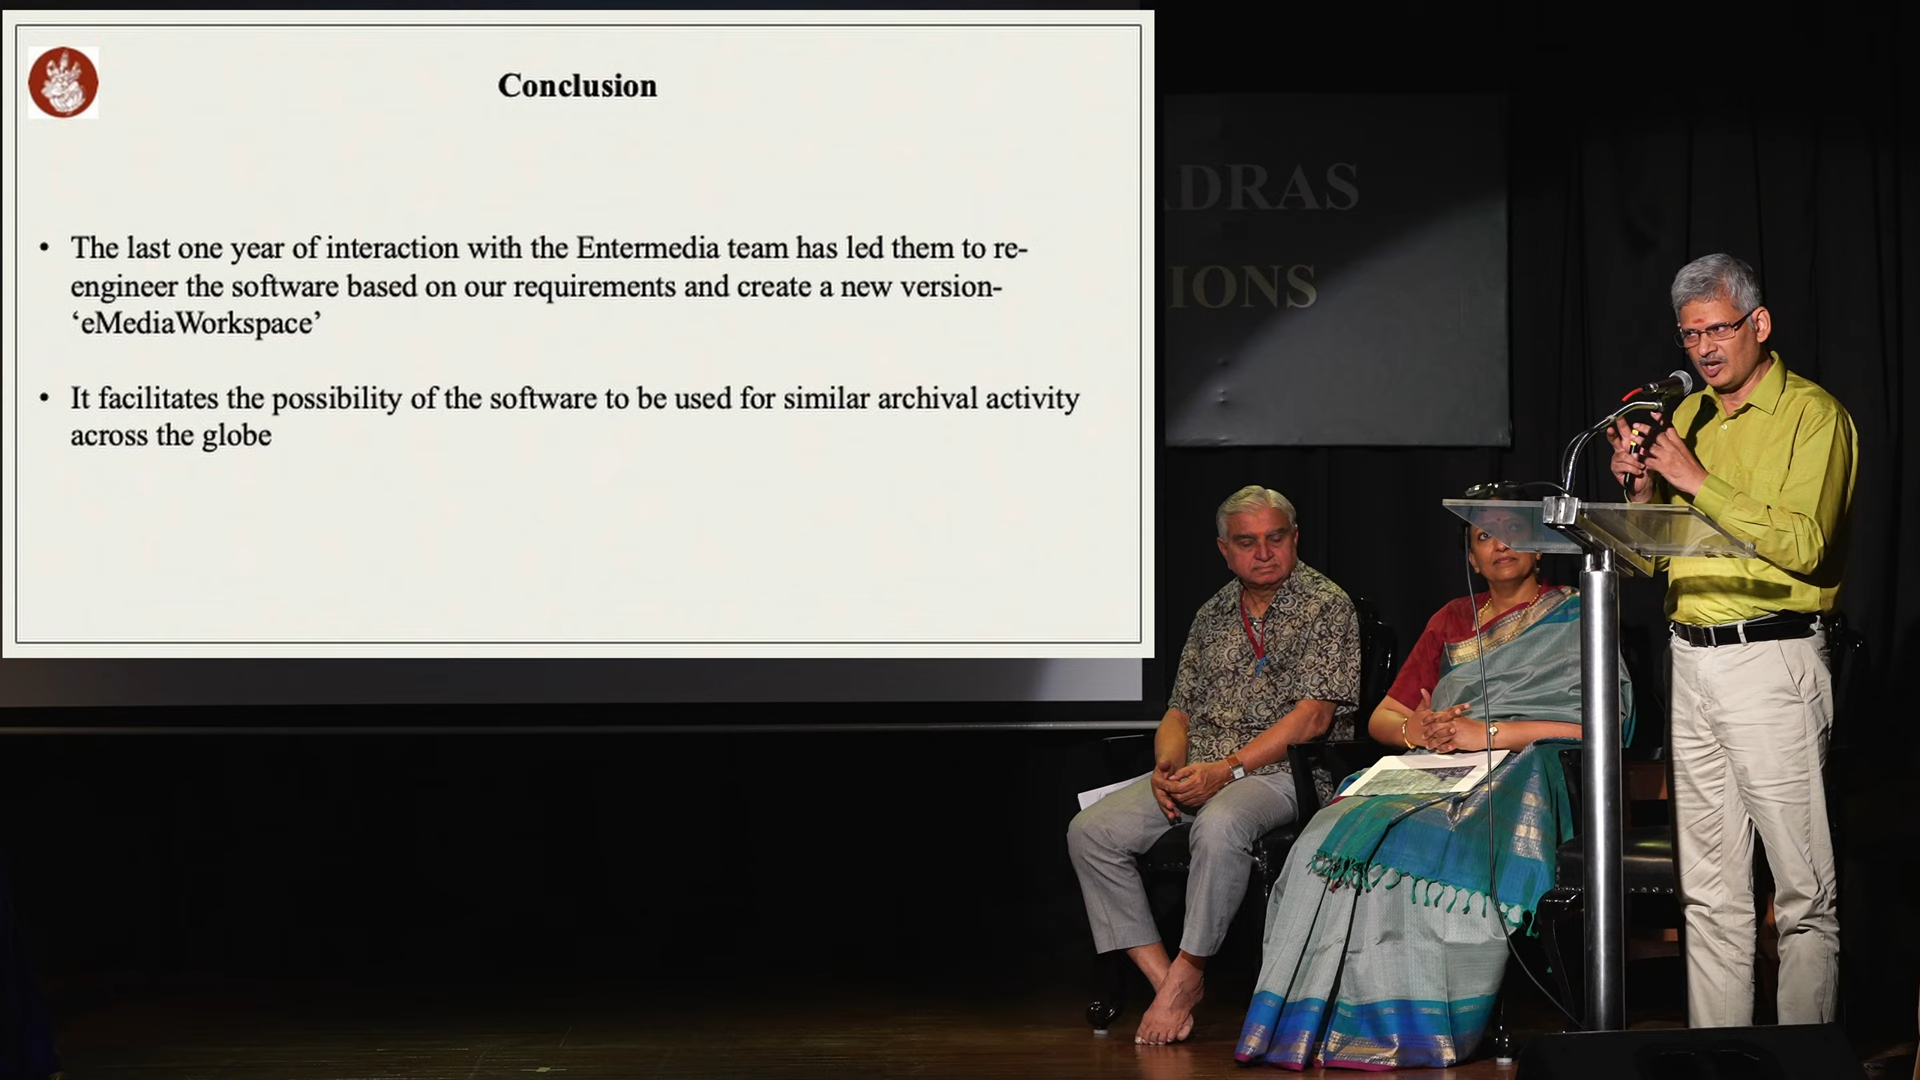 Conclusion
• The last one year of interaction with the Entermedia team has led them to re-
engineer the software based on our requirements and create a new version-
‘eMediaWorkspace’
• It facilitates the possibility of the software to be used for similar archival activity
across the globe
DRAS
IONS